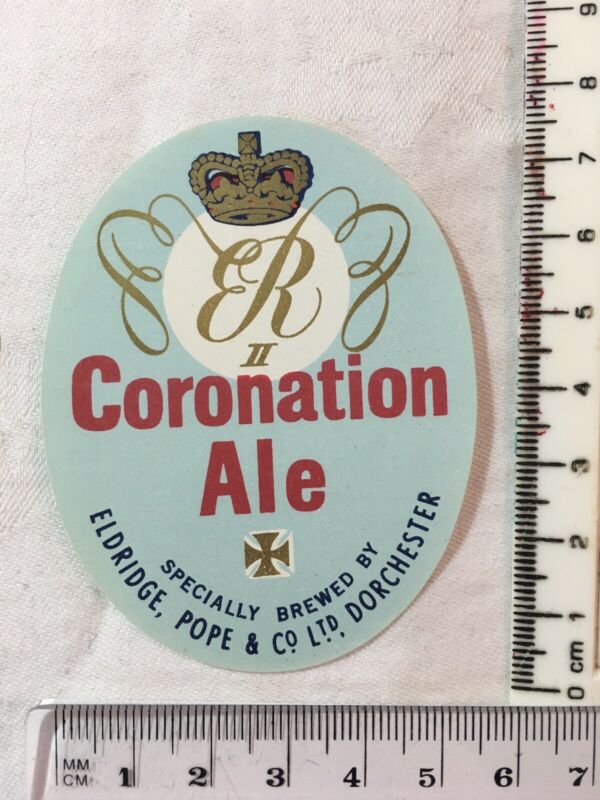 ER
II
Coronation
Ale
SPECIALLY BREWED BY
ELDRIDGE, POPE & Cº LTD, DORCHESTER
9
8
7
6
5
4
3
2
1
0 cm
MM
CM 1 2 3 4 5 6 7